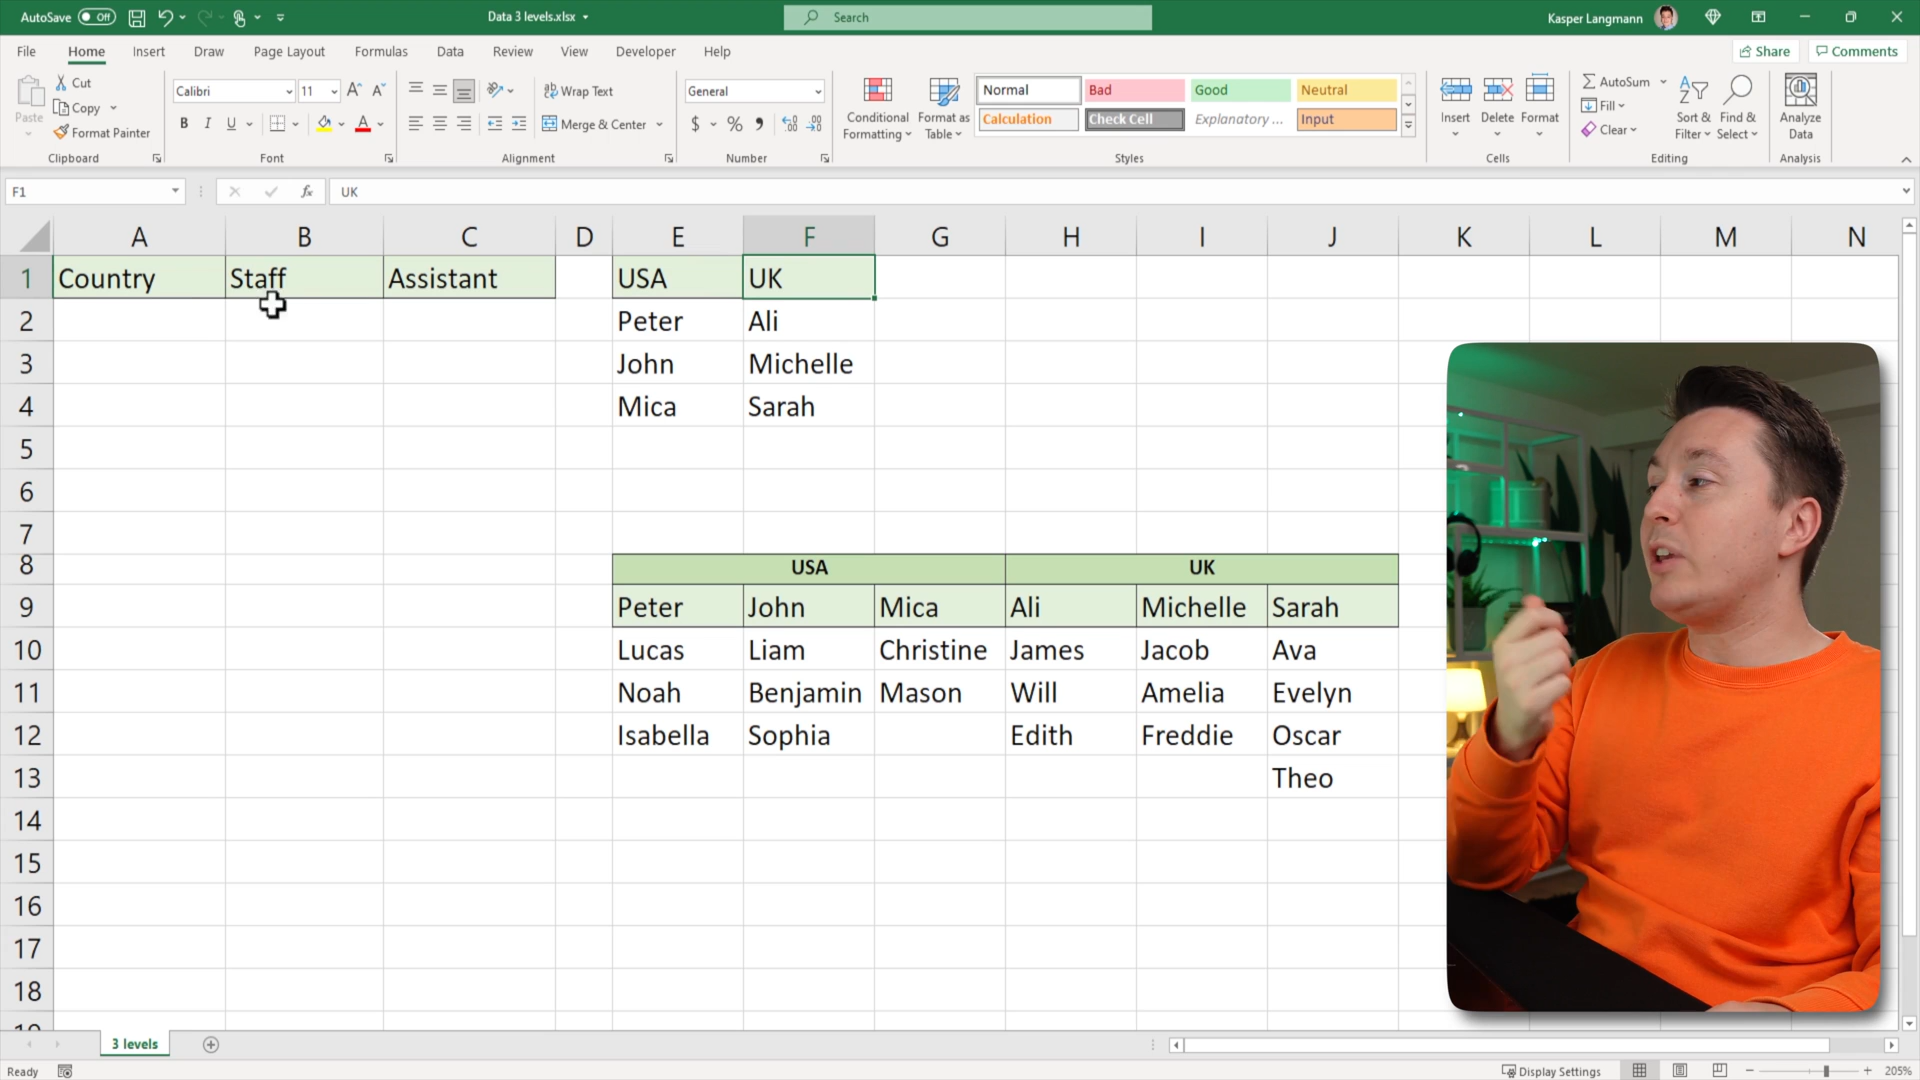 AutoSave Off Data 3 levels.xlsx Search Kasper Langmann
File Home Insert Draw Page Layout Formulas Data Review View Developer Help Share Comments
Paste Cut Copy Format Painter Clipboard
Calibri 11 A A B I U A Font
Wrap Text Merge & Center Alignment
General $ % 9 Number
Conditional Formatting Format as Table
Normal Bad Good Neutral
Calculation Check Cell Explanatory ... Input
Styles
Insert Delete Format Cells
AutoSum Fill Clear Sort & Filter Find & Select Editing
Analyze Data Analysis
F1 fx UK
A B C D E F G H I J K L M N
1 Country Staff Assistant USA UK
2 Peter Ali
3 John Michelle
4 Mica Sarah
5
6
7
8 USA UK
9 Peter John Mica Ali Michelle Sarah
10 Lucas Liam Christine James Jacob Ava
11 Noah Benjamin Mason Will Amelia Evelyn
12 Isabella Sophia Edith Freddie Oscar
13 Theo
14
15
16
17
18
3 levels
Ready Display Settings 205%